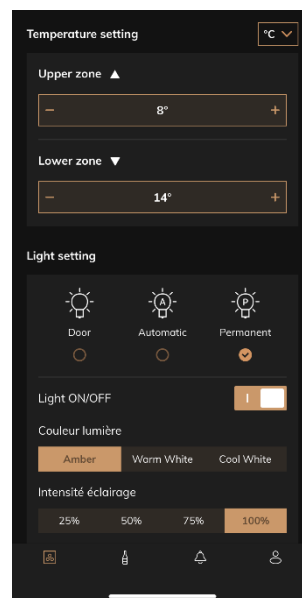 Temperature setting °C
Upper zone ▲
− 8° +
Lower zone ▼
− 14° +
Light setting
A P
Door Automatic Permanent
Light ON/OFF I
Couleur lumière
Amber Warm White Cool White
Intensité éclairage
25% 50% 75% 100%